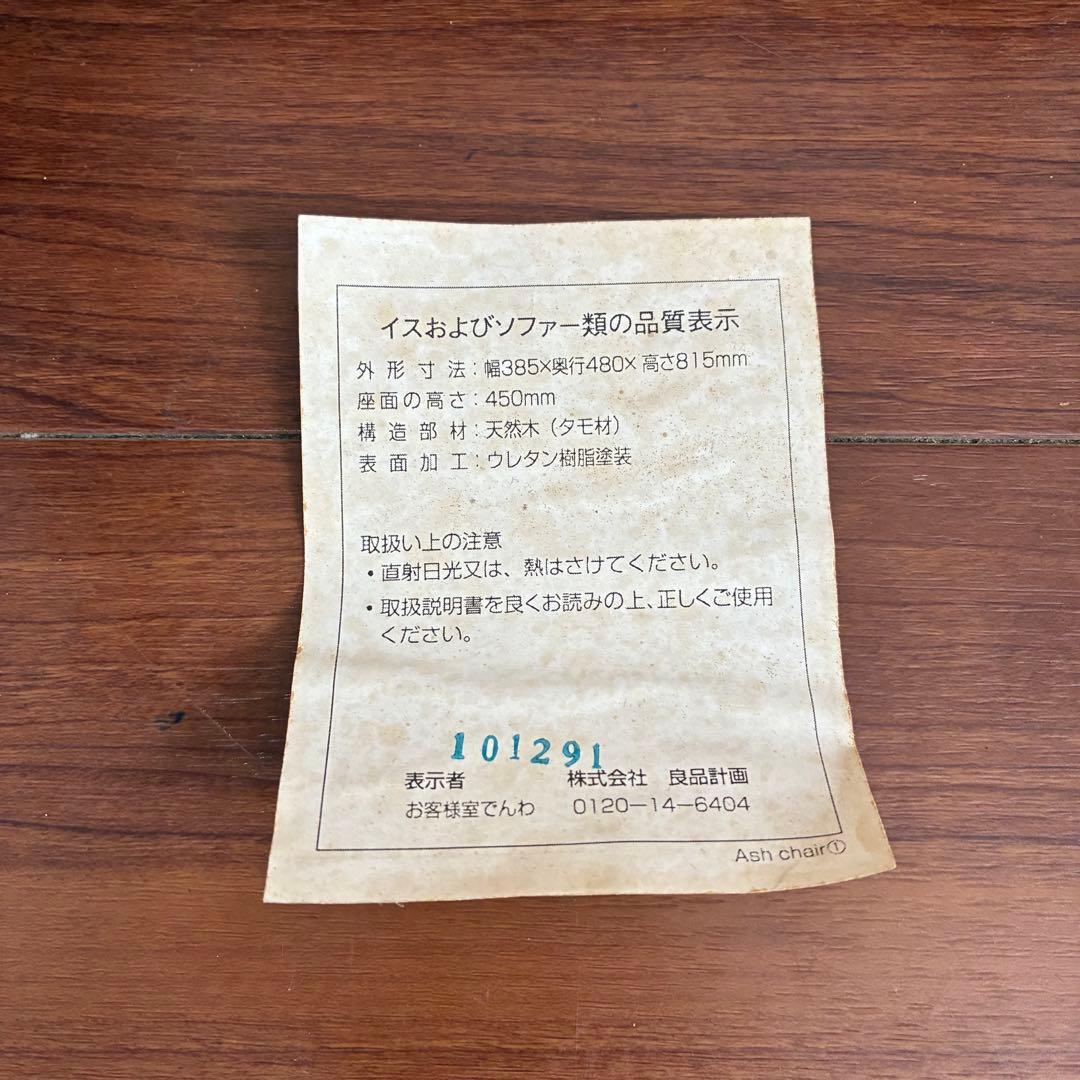 イスおよびソファー類の品質表示
外形寸法:幅385×奥行480×高さ815mm
座面の高さ:450mm
構造部材:天然木(タモ材)
表面加工:ウレタン樹脂塗装
取扱い上の注意
・直射日光又は、熱はさけてください。
・取扱説明書を良くお読みの上、正しくご使用
ください。
101291
表示者 株式会社 良品計画
お客様室でんわ 0120−14−6404
Ash chair①